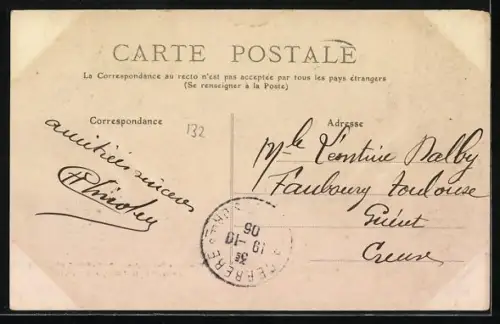 CARTE POSTALE
La Correspondance au recto n'est pas acceptée par tous les pays étrangers
(Se renseigner à la Poste)
Correspondance
132
Adresse
amitiés sincères
Mlle Léontine Dalby
Faubourg Toulouse
Guéret
Creuse
19-10
05